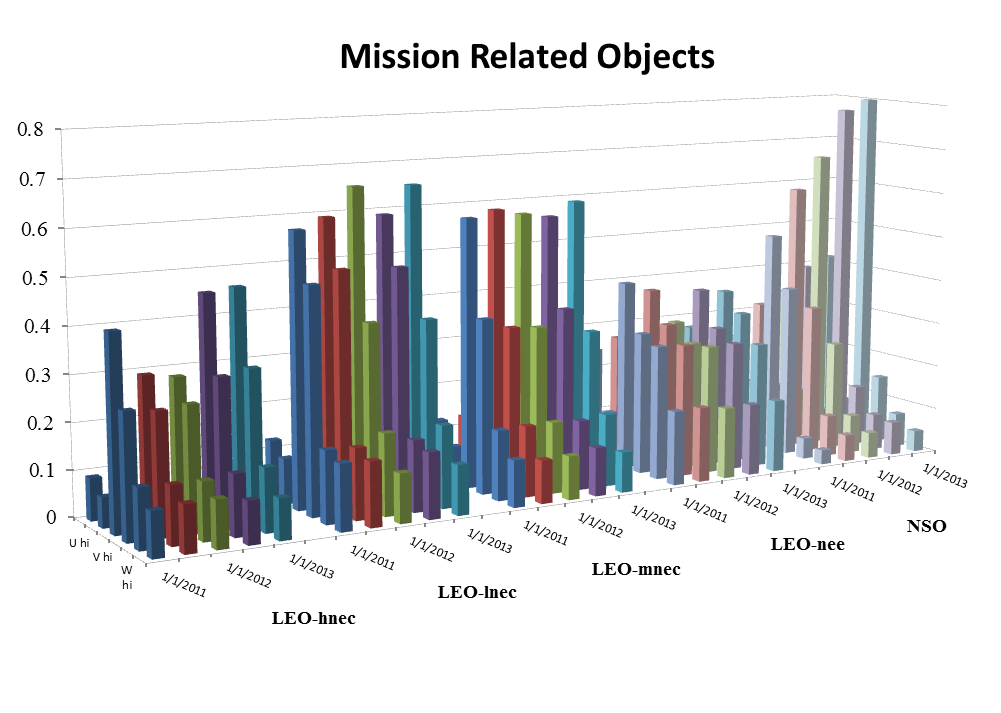 Mission Related Objects
0.8
0.7
0.6
0.5
0.4
0.3
0.2
0.1
0
U hi
V hi
W
hi
1/1/2011
1/1/2012
1/1/2013
1/1/2011
1/1/2012
1/1/2013
1/1/2011
1/1/2012
1/1/2013
1/1/2011
1/1/2012
1/1/2013
1/1/2011
1/1/2012
1/1/2013
LEO-hnec
LEO-lnec
LEO-mnec
LEO-nee
NSO